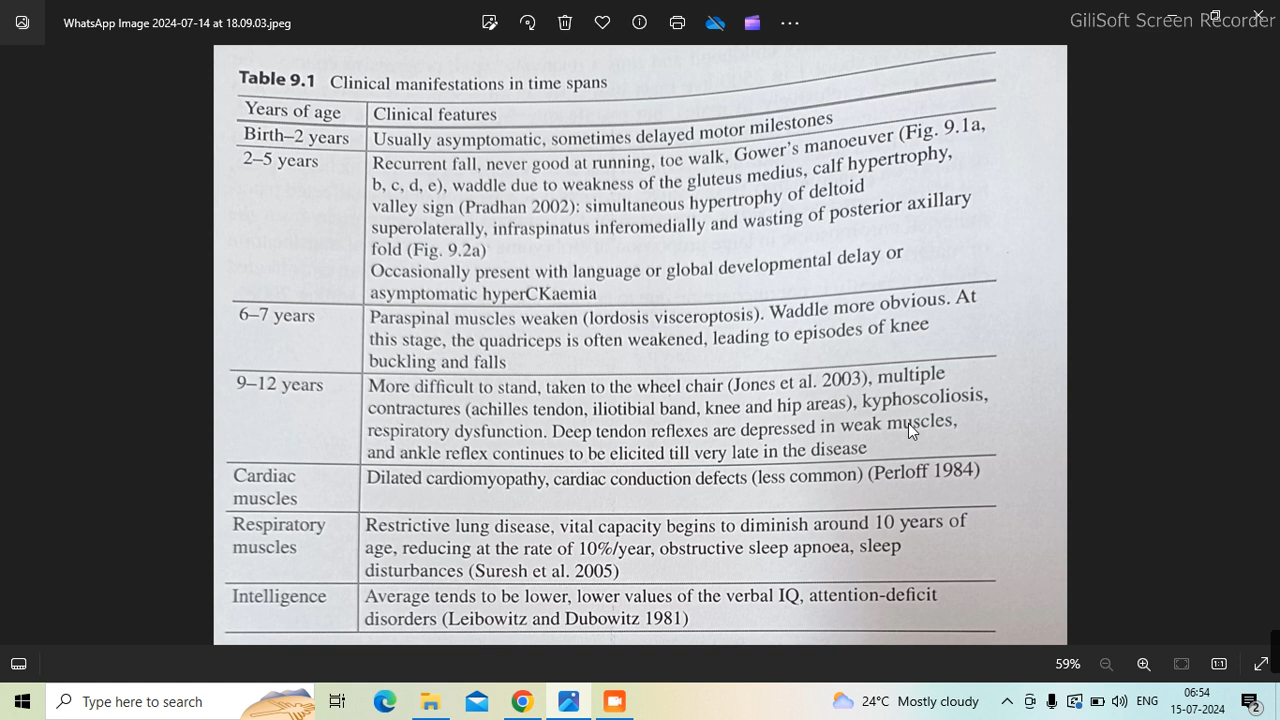 WhatsApp Image 2024-07-14 at 18.09.03.jpeg
GiliSoft Screen Recorder
Table 9.1 Clinical manifestations in time spans
Years of age Clinical features
Birth–2 years Usually asymptomatic, sometimes delayed motor milestones
2–5 years Recurrent fall, never good at running, toe walk, Gower's manoeuver (Fig. 9.1a,
b, c, d, e), waddle due to weakness of the gluteus medius, calf hypertrophy,
valley sign (Pradhan 2002): simultaneous hypertrophy of deltoid
superolaterally, infraspinatus inferomedially and wasting of posterior axillary
fold (Fig. 9.2a)
Occasionally present with language or global developmental delay or
asymptomatic hyperCKaemia
6–7 years Paraspinal muscles weaken (lordosis visceroptosis). Waddle more obvious. At
this stage, the quadriceps is often weakened, leading to episodes of knee
buckling and falls
9–12 years More difficult to stand, taken to the wheel chair (Jones et al. 2003), multiple
contractures (achilles tendon, iliotibial band, knee and hip areas), kyphoscoliosis,
respiratory dysfunction. Deep tendon reflexes are depressed in weak muscles,
and ankle reflex continues to be elicited till very late in the disease
Cardiac Dilated cardiomyopathy, cardiac conduction defects (less common) (Perloff 1984)
muscles
Respiratory Restrictive lung disease, vital capacity begins to diminish around 10 years of
muscles age, reducing at the rate of 10%/year, obstructive sleep apnoea, sleep
disturbances (Suresh et al. 2005)
Intelligence Average tends to be lower, lower values of the verbal IQ, attention-deficit
disorders (Leibowitz and Dubowitz 1981)
59%
1:1
Type here to search
24°C Mostly cloudy
ENG
06:54
15-07-2024
2